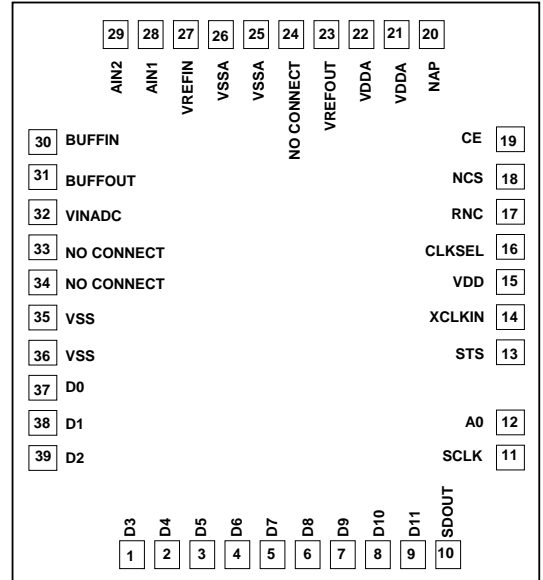 29 28 27 26 25 24 23 22 21 20
AIN2 AIN1 VREFIN VSSA VSSA NO CONNECT VREFOUT VDDA VDDA NAP
30 BUFFIN CE 19
31 BUFFOUT NCS 18
32 VINADC RNC 17
33 NO CONNECT CLKSEL 16
34 NO CONNECT VDD 15
35 VSS XCLKIN 14
36 VSS STS 13
37 D0
38 D1 A0 12
39 D2 SCLK 11
D3 D4 D5 D6 D7 D8 D9 D10 D11 SDOUT
1 2 3 4 5 6 7 8 9 10